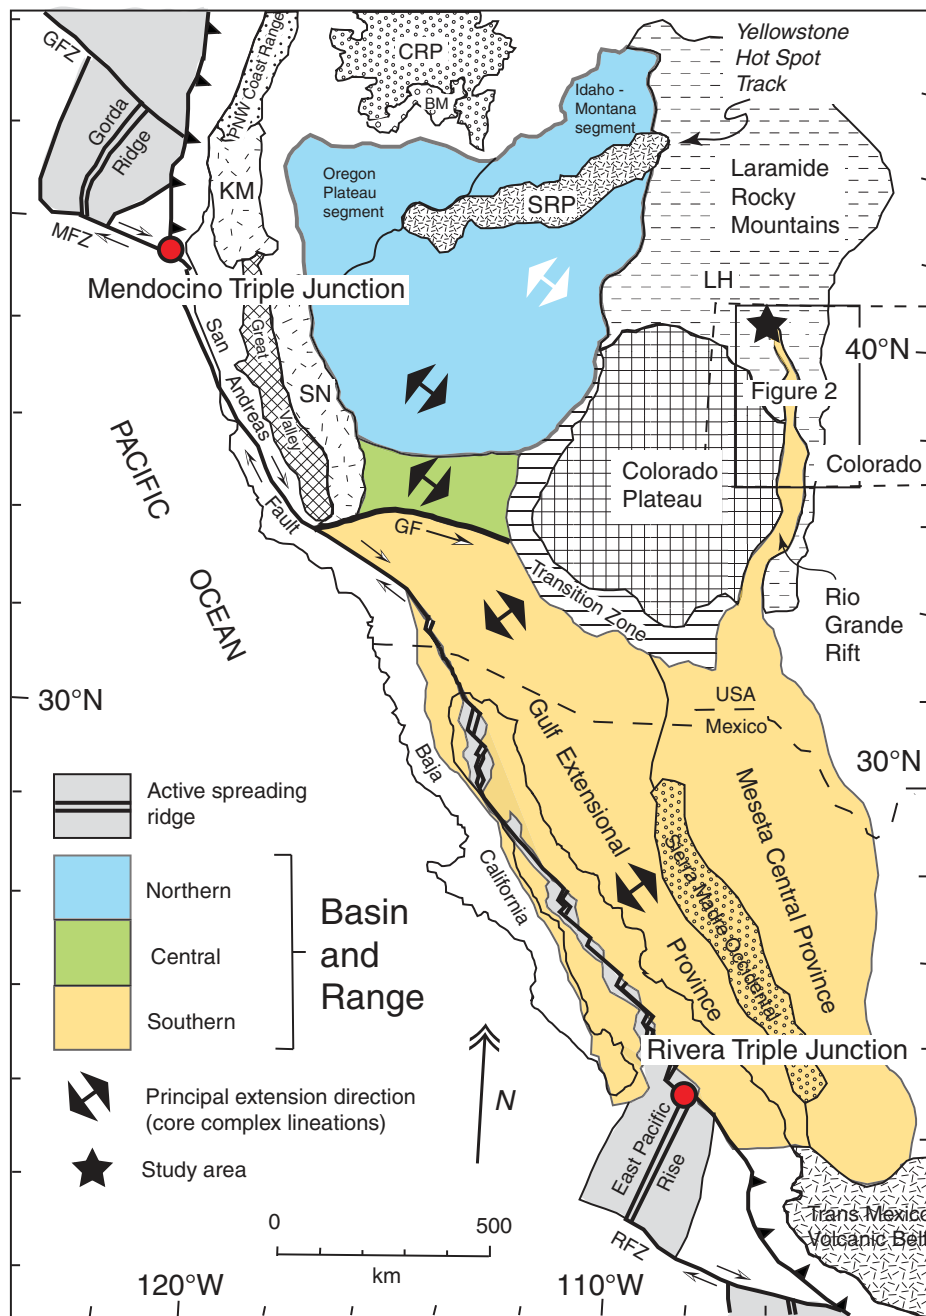 GFZ
Gorda
Ridge
MFZ
PNW Coast Range
KM
CRP
BM
Yellowstone
Hot Spot
Track
Idaho -
Montana
segment
Oregon
Plateau
segment
SRP
Laramide
Rocky
Mountains
LH
Mendocino Triple Junction
40°N
San
Andreas
Fault
Great
Valley
SN
Figure 2
Colorado
Colorado
Plateau
PACIFIC
OCEAN
GF
Transition Zone
Rio
Grande
Rift
30°N
USA
Mexico
30°N
Gulf Extensional
Province
Meseta Central Province
Sierra Madre Occidental
Baja
California
Active spreading
ridge
Northern
Central
Southern
Basin
and
Range
Principal extension direction
(core complex lineations)
Study area
N
Rivera Triple Junction
East Pacific
Rise
RFZ
Trans Mexico
Volcanic Belt
0
500
km
120°W
110°W